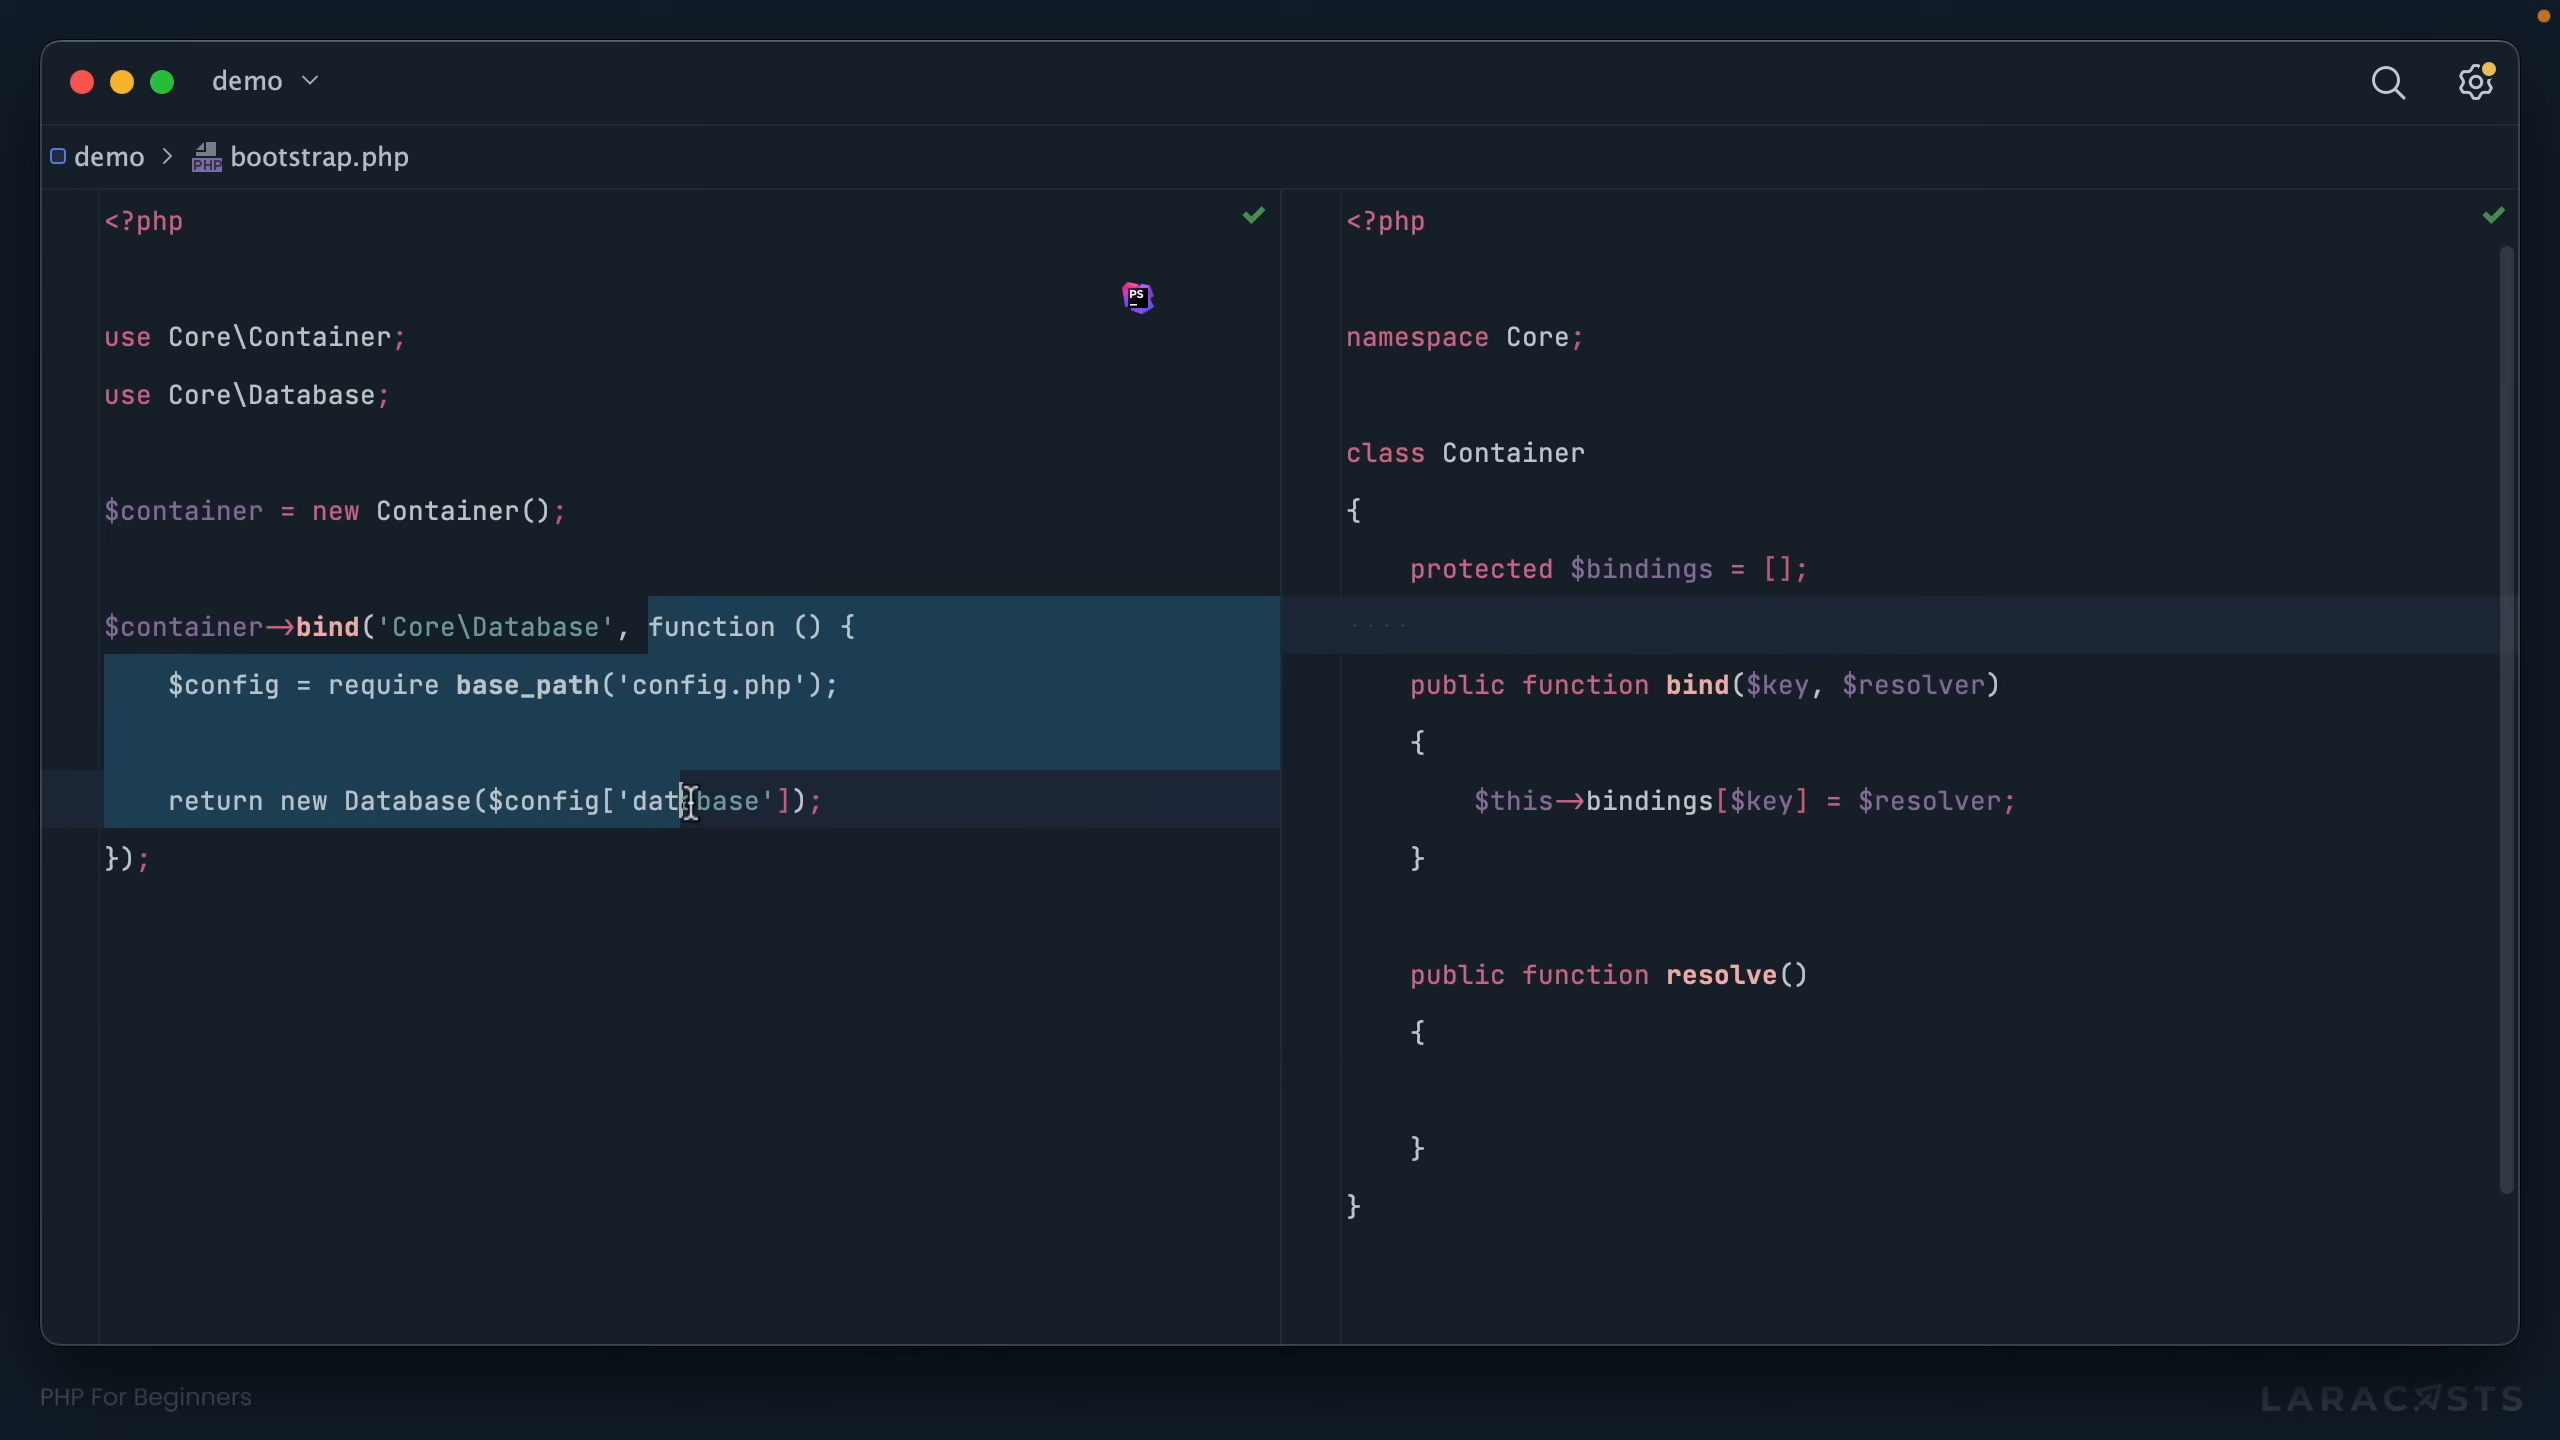 demo
demo > bootstrap.php
PHP
<?php
PS
use Core\Container;
use Core\Database;
$container = new Container();
$container->bind('Core\Database', function () {
    $config = require base_path('config.php');
    return new Database($config['database']);
});
<?php
namespace Core;
class Container
{
    protected $bindings = [];
    public function bind($key, $resolver)
    {
        $this->bindings[$key] = $resolver;
    }
    public function resolve()
    {
    }
}
PHP For Beginners
LARACASTS